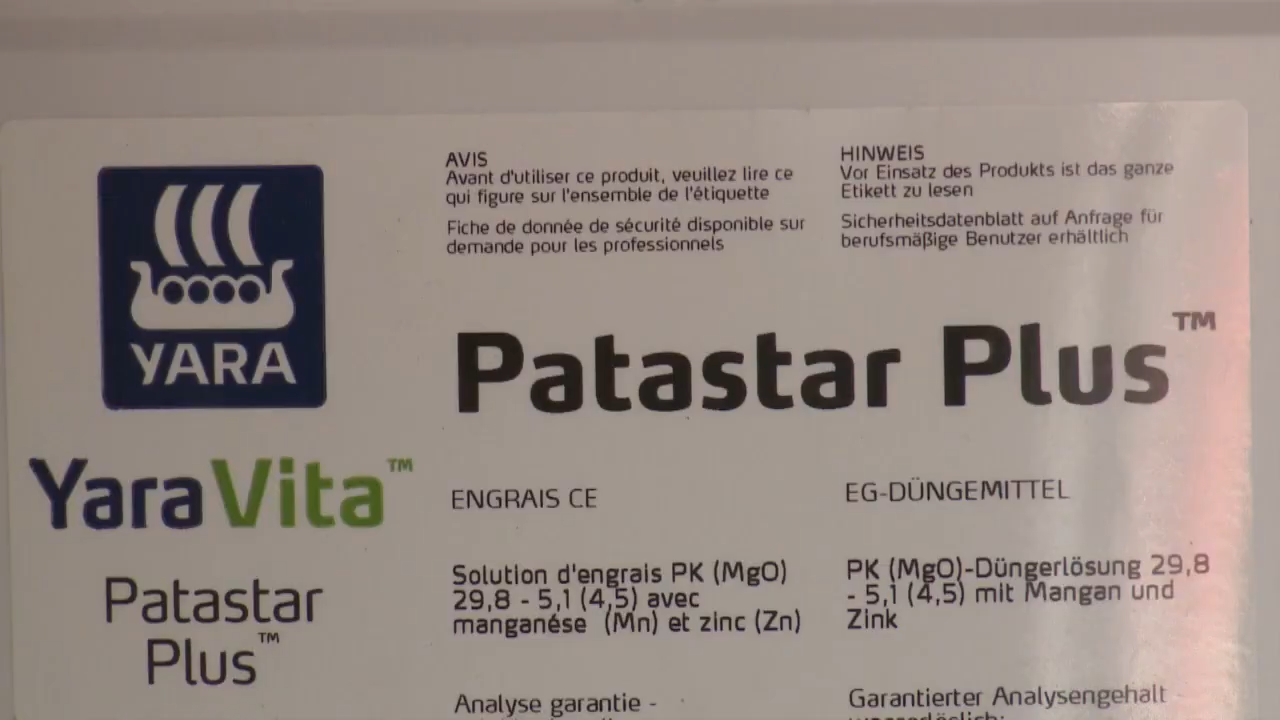 YARA
YaraVita™
Patastar
Plus™
AVIS
Avant d'utiliser ce produit, veuillez lire ce
qui figure sur l'ensemble de l'étiquette
Fiche de donnée de sécurité disponible sur
demande pour les professionnels
HINWEIS
Vor Einsatz des Produkts ist das ganze
Etikett zu lesen
Sicherheitsdatenblatt auf Anfrage für
berufsmäßige Benutzer erhältlich
Patastar Plus™
ENGRAIS CE
EG-DÜNGEMITTEL
Solution d'engrais PK (MgO)
29,8 - 5,1 (4,5) avec
manganése (Mn) et zinc (Zn)
PK (MgO)-Düngerlösung 29,8
- 5,1 (4,5) mit Mangan und
Zink
Analyse garantie -
Garantierter Analysengehalt -